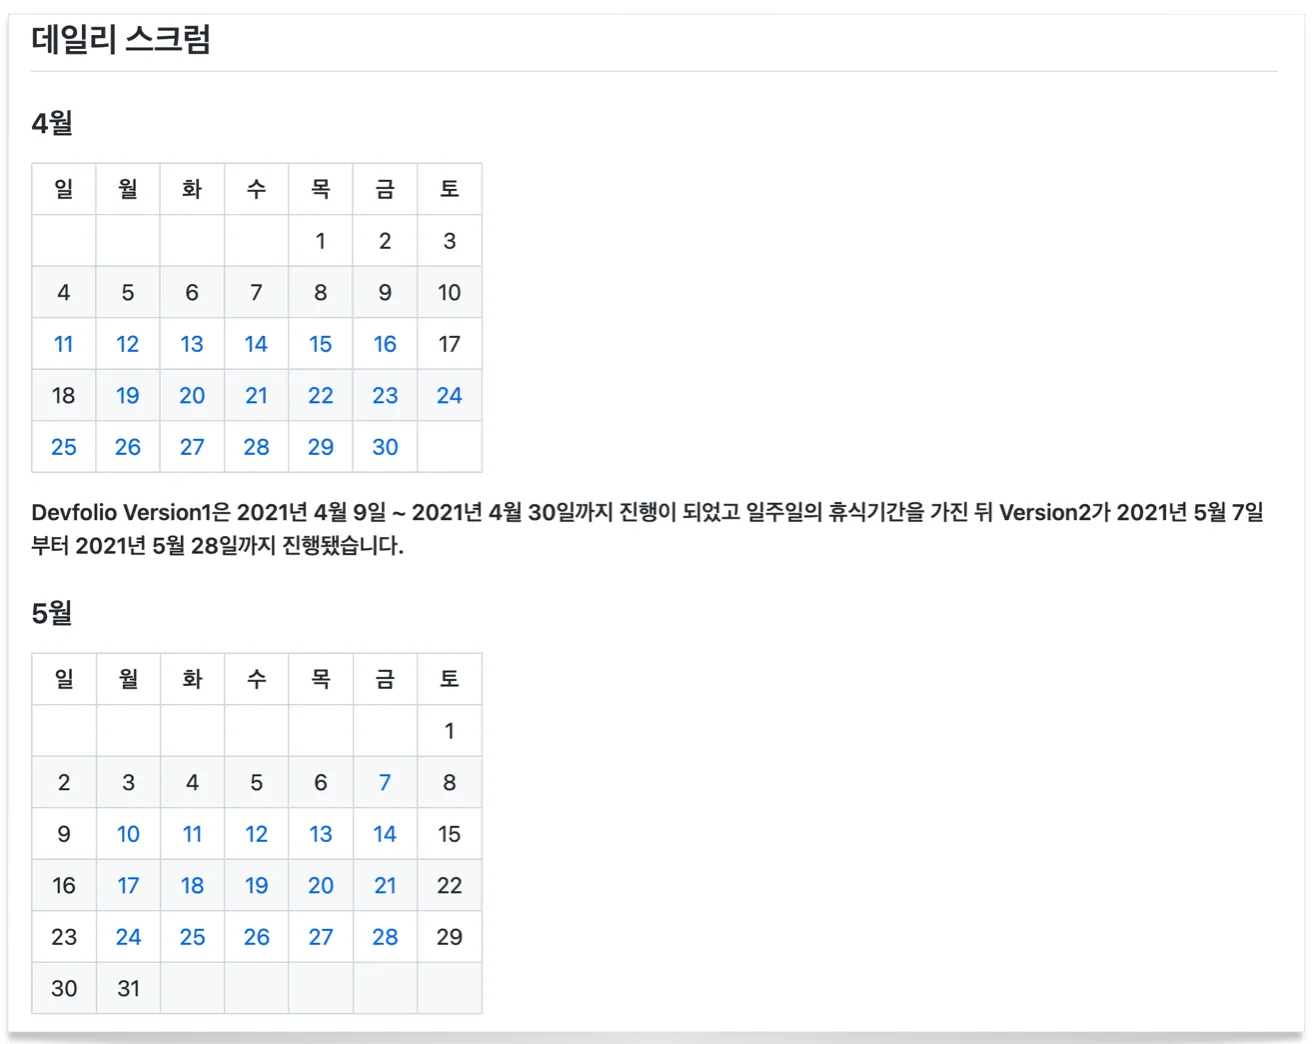 데일리 스크럼
4월
일 월 화 수 목 금 토
1 2 3
4 5 6 7 8 9 10
11 12 13 14 15 16 17
18 19 20 21 22 23 24
25 26 27 28 29 30
Devfolio Version1은 2021년 4월 9일 ~ 2021년 4월 30일까지 진행이 되었고 일주일의 휴식기간을 가진 뒤 Version2가 2021년 5월 7일
부터 2021년 5월 28일까지 진행됐습니다.
5월
일 월 화 수 목 금 토
1
2 3 4 5 6 7 8
9 10 11 12 13 14 15
16 17 18 19 20 21 22
23 24 25 26 27 28 29
30 31